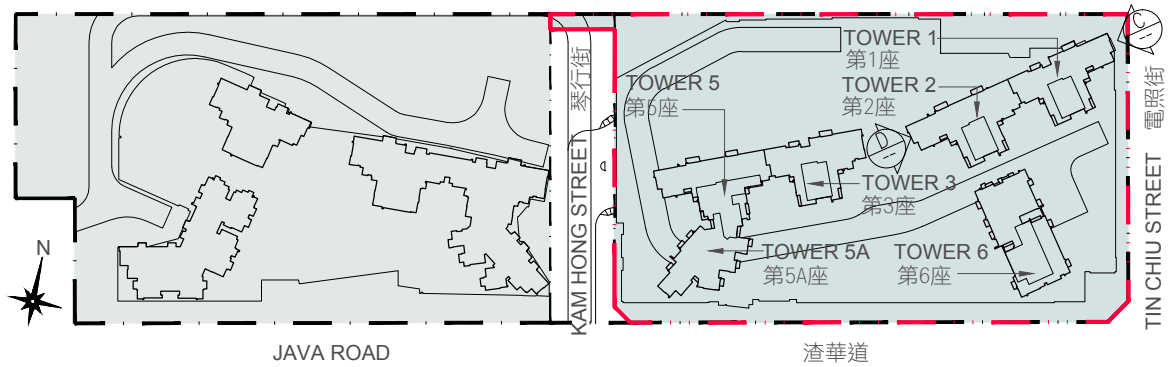 TOWER 1
第1座
TOWER 5
第5座
TOWER 2
第2座
TOWER 3
第3座
TOWER 5A
第5A座
TOWER 6
第6座
KAM HONG STREET 琴行街
TIN CHIU STREET 電照街
C
D
N
JAVA ROAD 渣華道